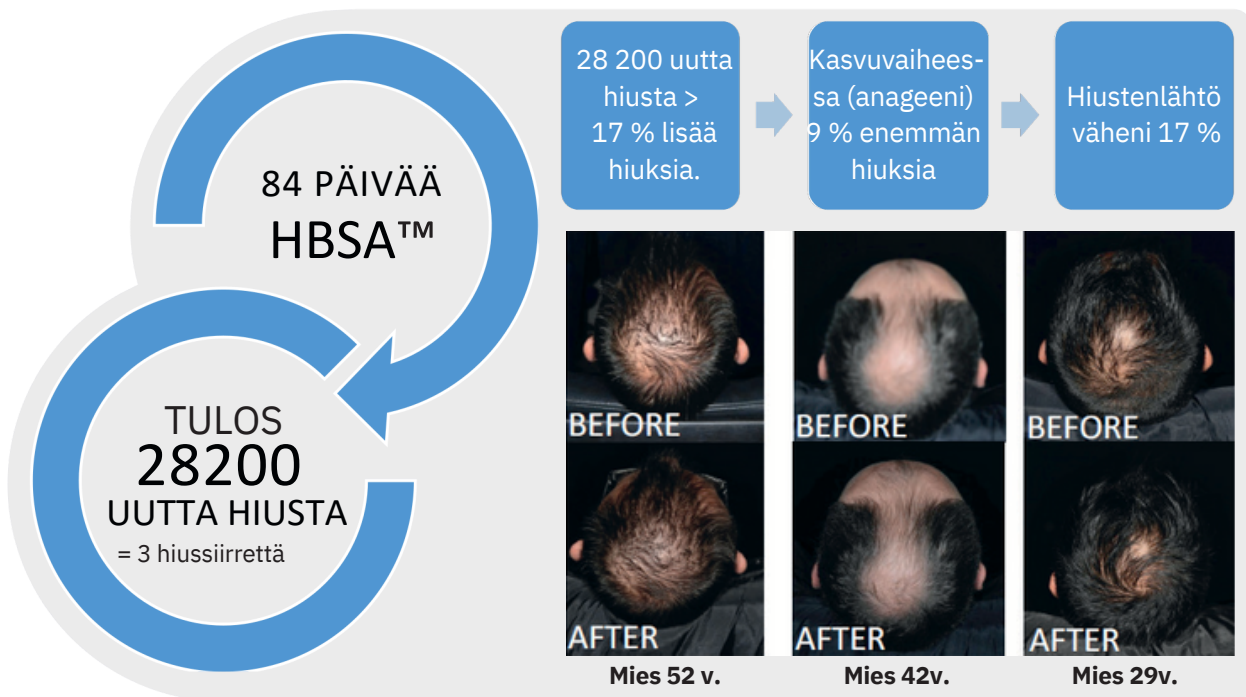 84 PÄIVÄÄ
HBSA™
TULOS
28200
UUTTA HIUSTA
= 3 hiussiirrettä
28 200 uutta
hiusta >
17 % lisää
hiuksia.
Kasvuvaihees-
sa (anageeni)
9 % enemmän
hiuksia
Hiustenlähtö
väheni 17 %
BEFORE
BEFORE
BEFORE
AFTER
AFTER
AFTER
Mies 52 v.
Mies 42v.
Mies 29v.